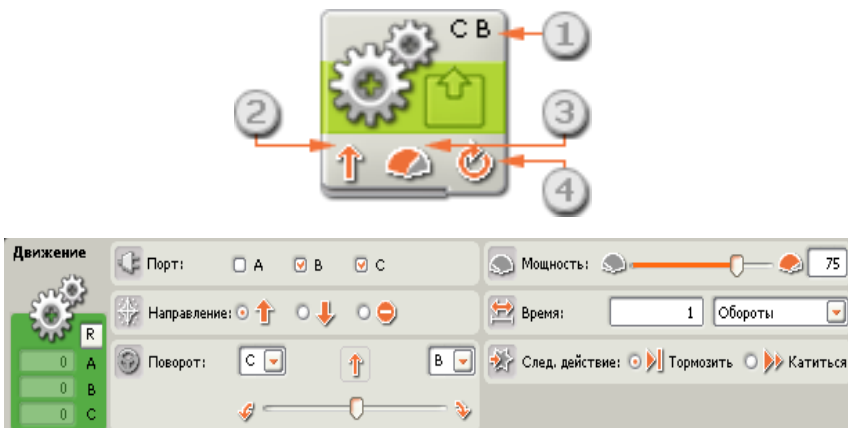 C B
1
2
3
4
Движение
R
0 A
0 B
0 C
Порт: A B C
Направление:
Поворот: C B
Мощность: 75
Время: 1 Обороты
След. действие: Тормозить Катиться